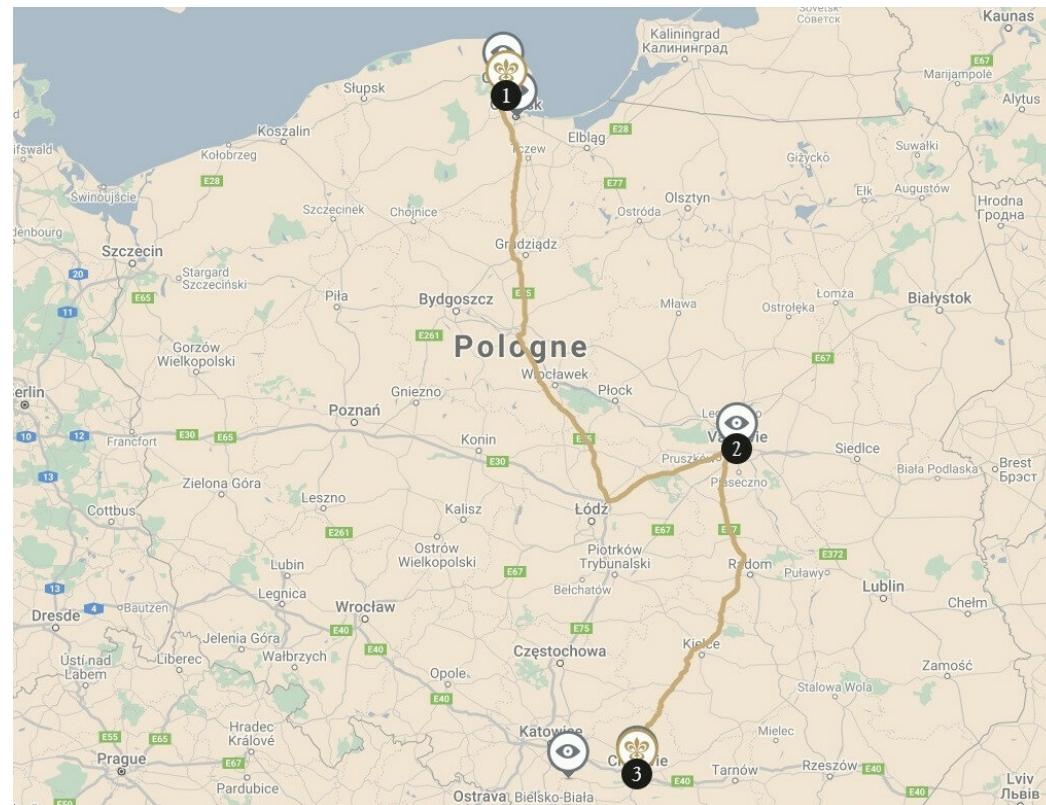 Sovetsk
Советск
Kaunas
Kaliningrad
Калининград
E67
Marijampolė
Alytus
Słupsk
1
Koszalin
Elbląg
E28
Kołobrzeg
Tczew
Suwałki
Giżycko
E28
E77
Ełk
Augustów
Świnoujście
Olsztyn
Hrodna
Гродна
Szczecinek
Chojnice
Ostróda
Szczecin
Grudziądz
20
Stargard
Szczeciński
E65
Piła
Bydgoszcz
E75
Mława
Ostrołęka
Łomża
Białystok
11
E261
Pologne
Gorzów
Wielkopolski
Włocławek
E67
Gniezno
Płock
Poznań
10
12
Francfort
E30
E65
Konin
E30
2
Pruszków
Siedlce
Biała Podlaska
Brest
Брэст
13
Zielona Góra
Piaseczno
Leszno
Kalisz
Łódź
Cottbus
E261
E67
Ostrów
Wielkopolski
Piotrków
Trybunalski
E372
Lubin
E67
Radom
Puławy
13
Legnica
Bełchatów
Lublin
Dresde
4
Bautzen
Wrocław
Chełm
E40
E75
Jelenia Góra
Kielce
Ústí nad
Labem
Liberec
Wałbrzych
E40
Częstochowa
Zamość
Opole
Stalowa Wola
E40
Hradec
Králové
Katowice
Mielec
E55
E65
Prague
E67
3
E40
Tarnów
Rzeszów
E40
Pardubice
Ostrava
Bielsko-Biała
Lviv
Львів